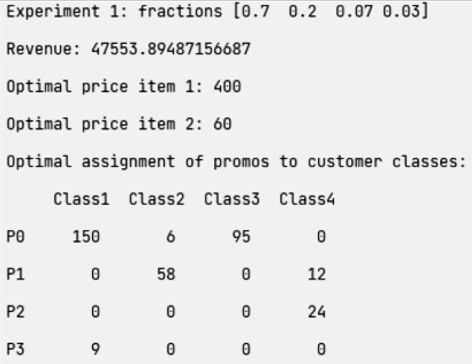 Experiment 1: fractions [0.7  0.2  0.07 0.03]
Revenue: 47553.89487156687
Optimal price item 1: 400
Optimal price item 2: 60
Optimal assignment of promos to customer classes:
Class1 Class2 Class3 Class4
P0 150 6 95 0
P1 0 58 0 12
P2 0 0 0 24
P3 9 0 0 0